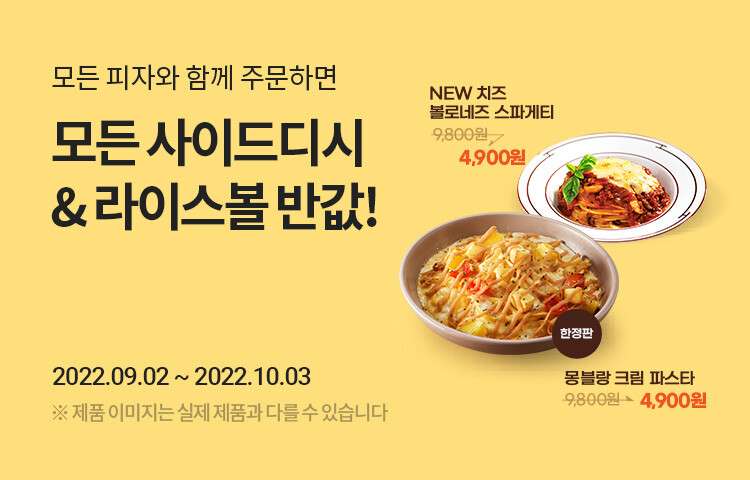 모든 피자와 함께 주문하면
모든 사이드디시
& 라이스볼 반값!
2022.09.02 ~ 2022.10.03
※ 제품 이미지는 실제 제품과 다를 수 있습니다
NEW 치즈
볼로네즈 스파게티
9,800원
4,900원
한정판
몽블랑 크림 파스타
9,800원 4,900원